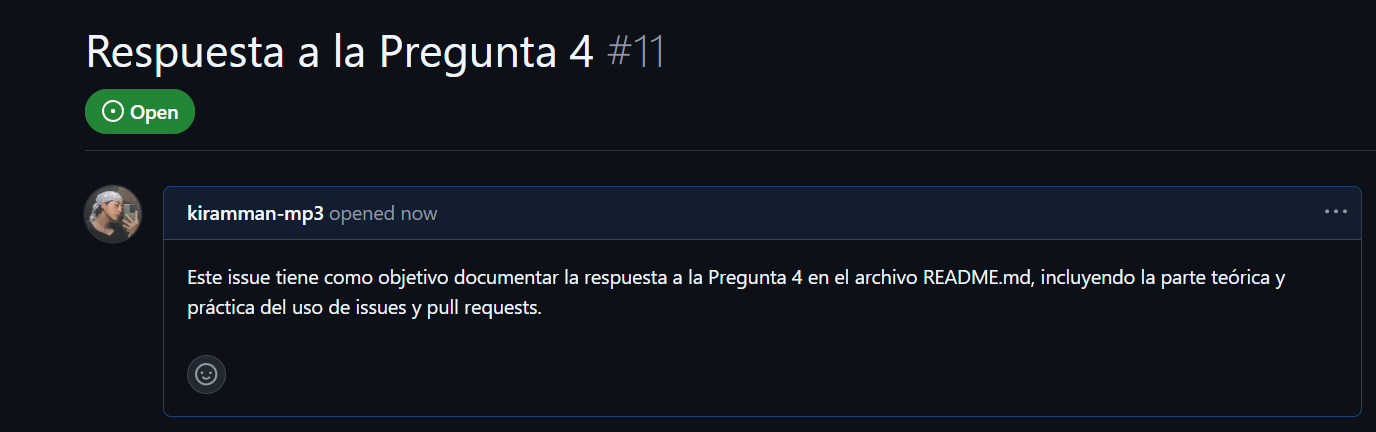 Respuesta a la Pregunta 4 #11
Open
kiramman-mp3 opened now
Este issue tiene como objetivo documentar la respuesta a la Pregunta 4 en el archivo README.md, incluyendo la parte teórica y
práctica del uso de issues y pull requests.